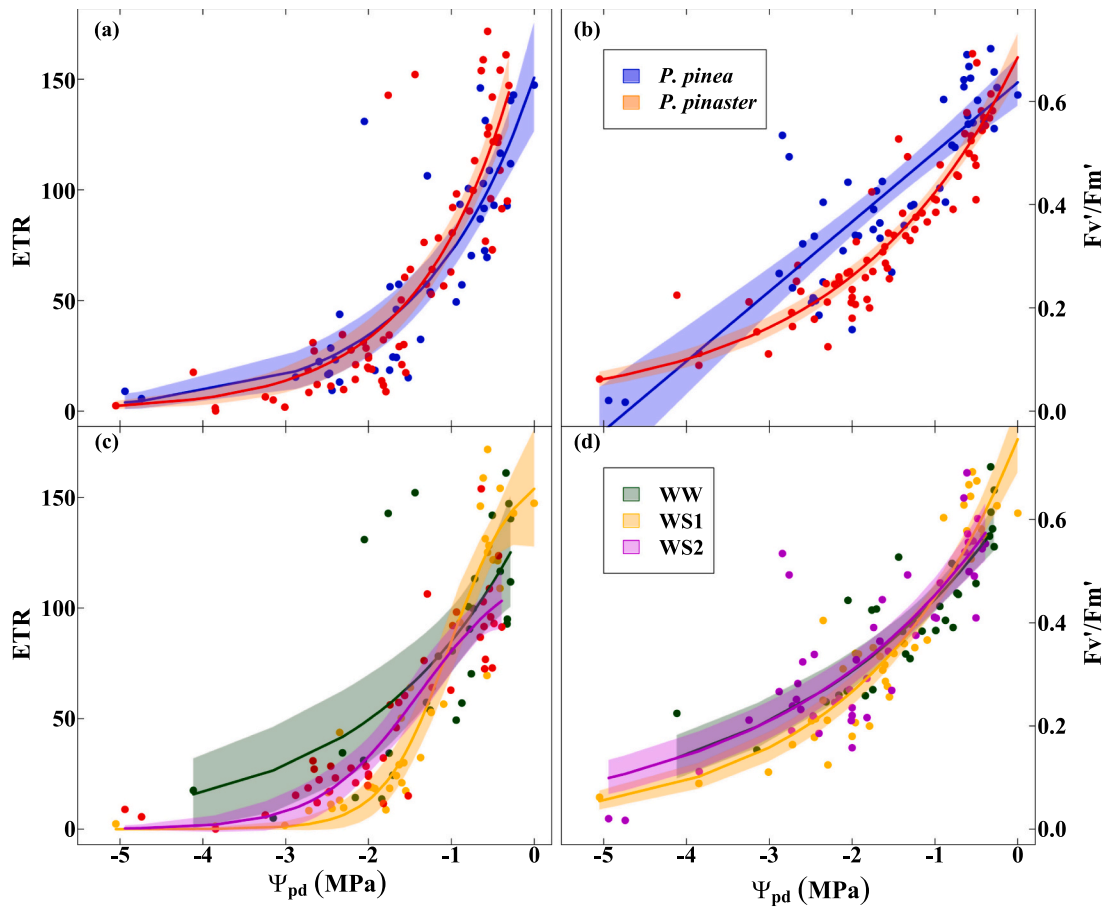 (a)
(b)
P. pinea
P. pinaster
ETR
150
100
50
0
Fv'/Fm'
0.6
0.4
0.2
0.0
(c)
(d)
WW
WS1
WS2
ETR
150
100
50
0
Fv'/Fm'
0.6
0.4
0.2
0.0
-5 -4 -3 -2 -1 0
-5 -4 -3 -2 -1 0
Ψpd (MPa)
Ψpd (MPa)